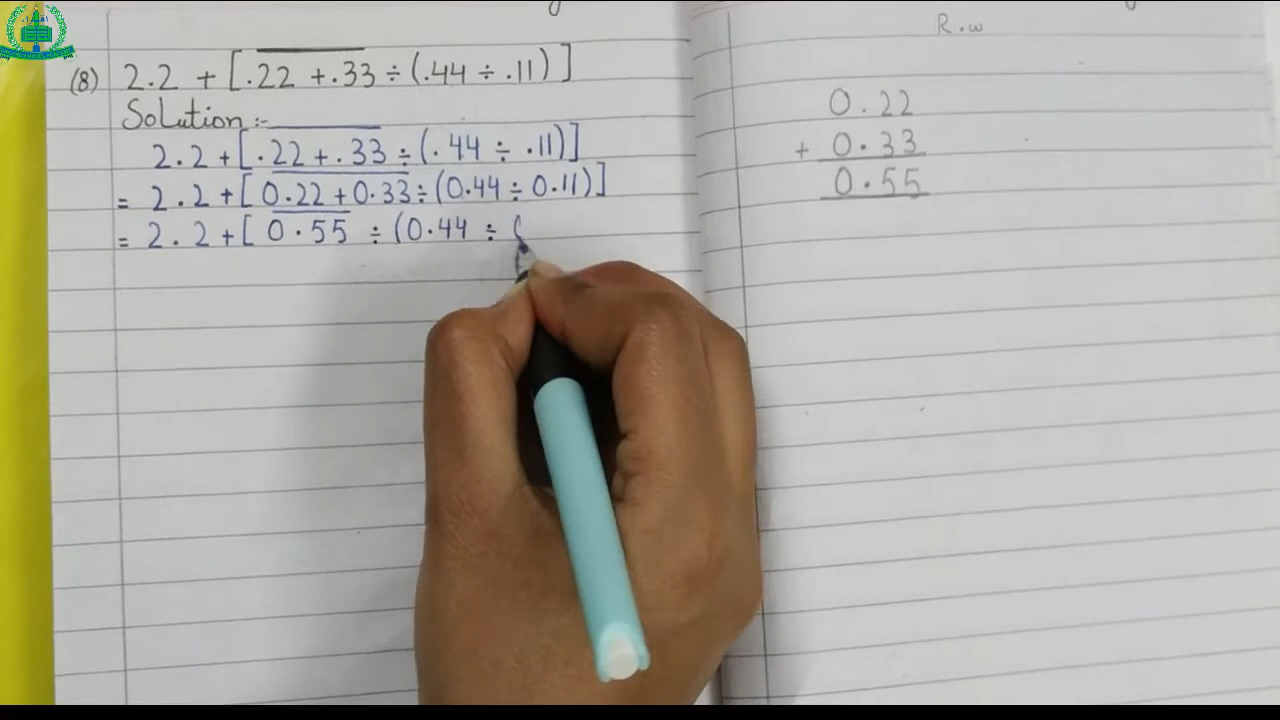 (8) 2.2 + [.22 + .33 ÷ (.44 ÷ .11)]
Solution :-
2.2 + [.22 + .33 ÷ (.44 ÷ .11)]
= 2.2 + [0.22 + 0.33 ÷ (0.44 ÷ 0.11)]
= 2.2 + [0.55 ÷ (0.44 ÷
R.w
0.22
+ 0.33
0.55